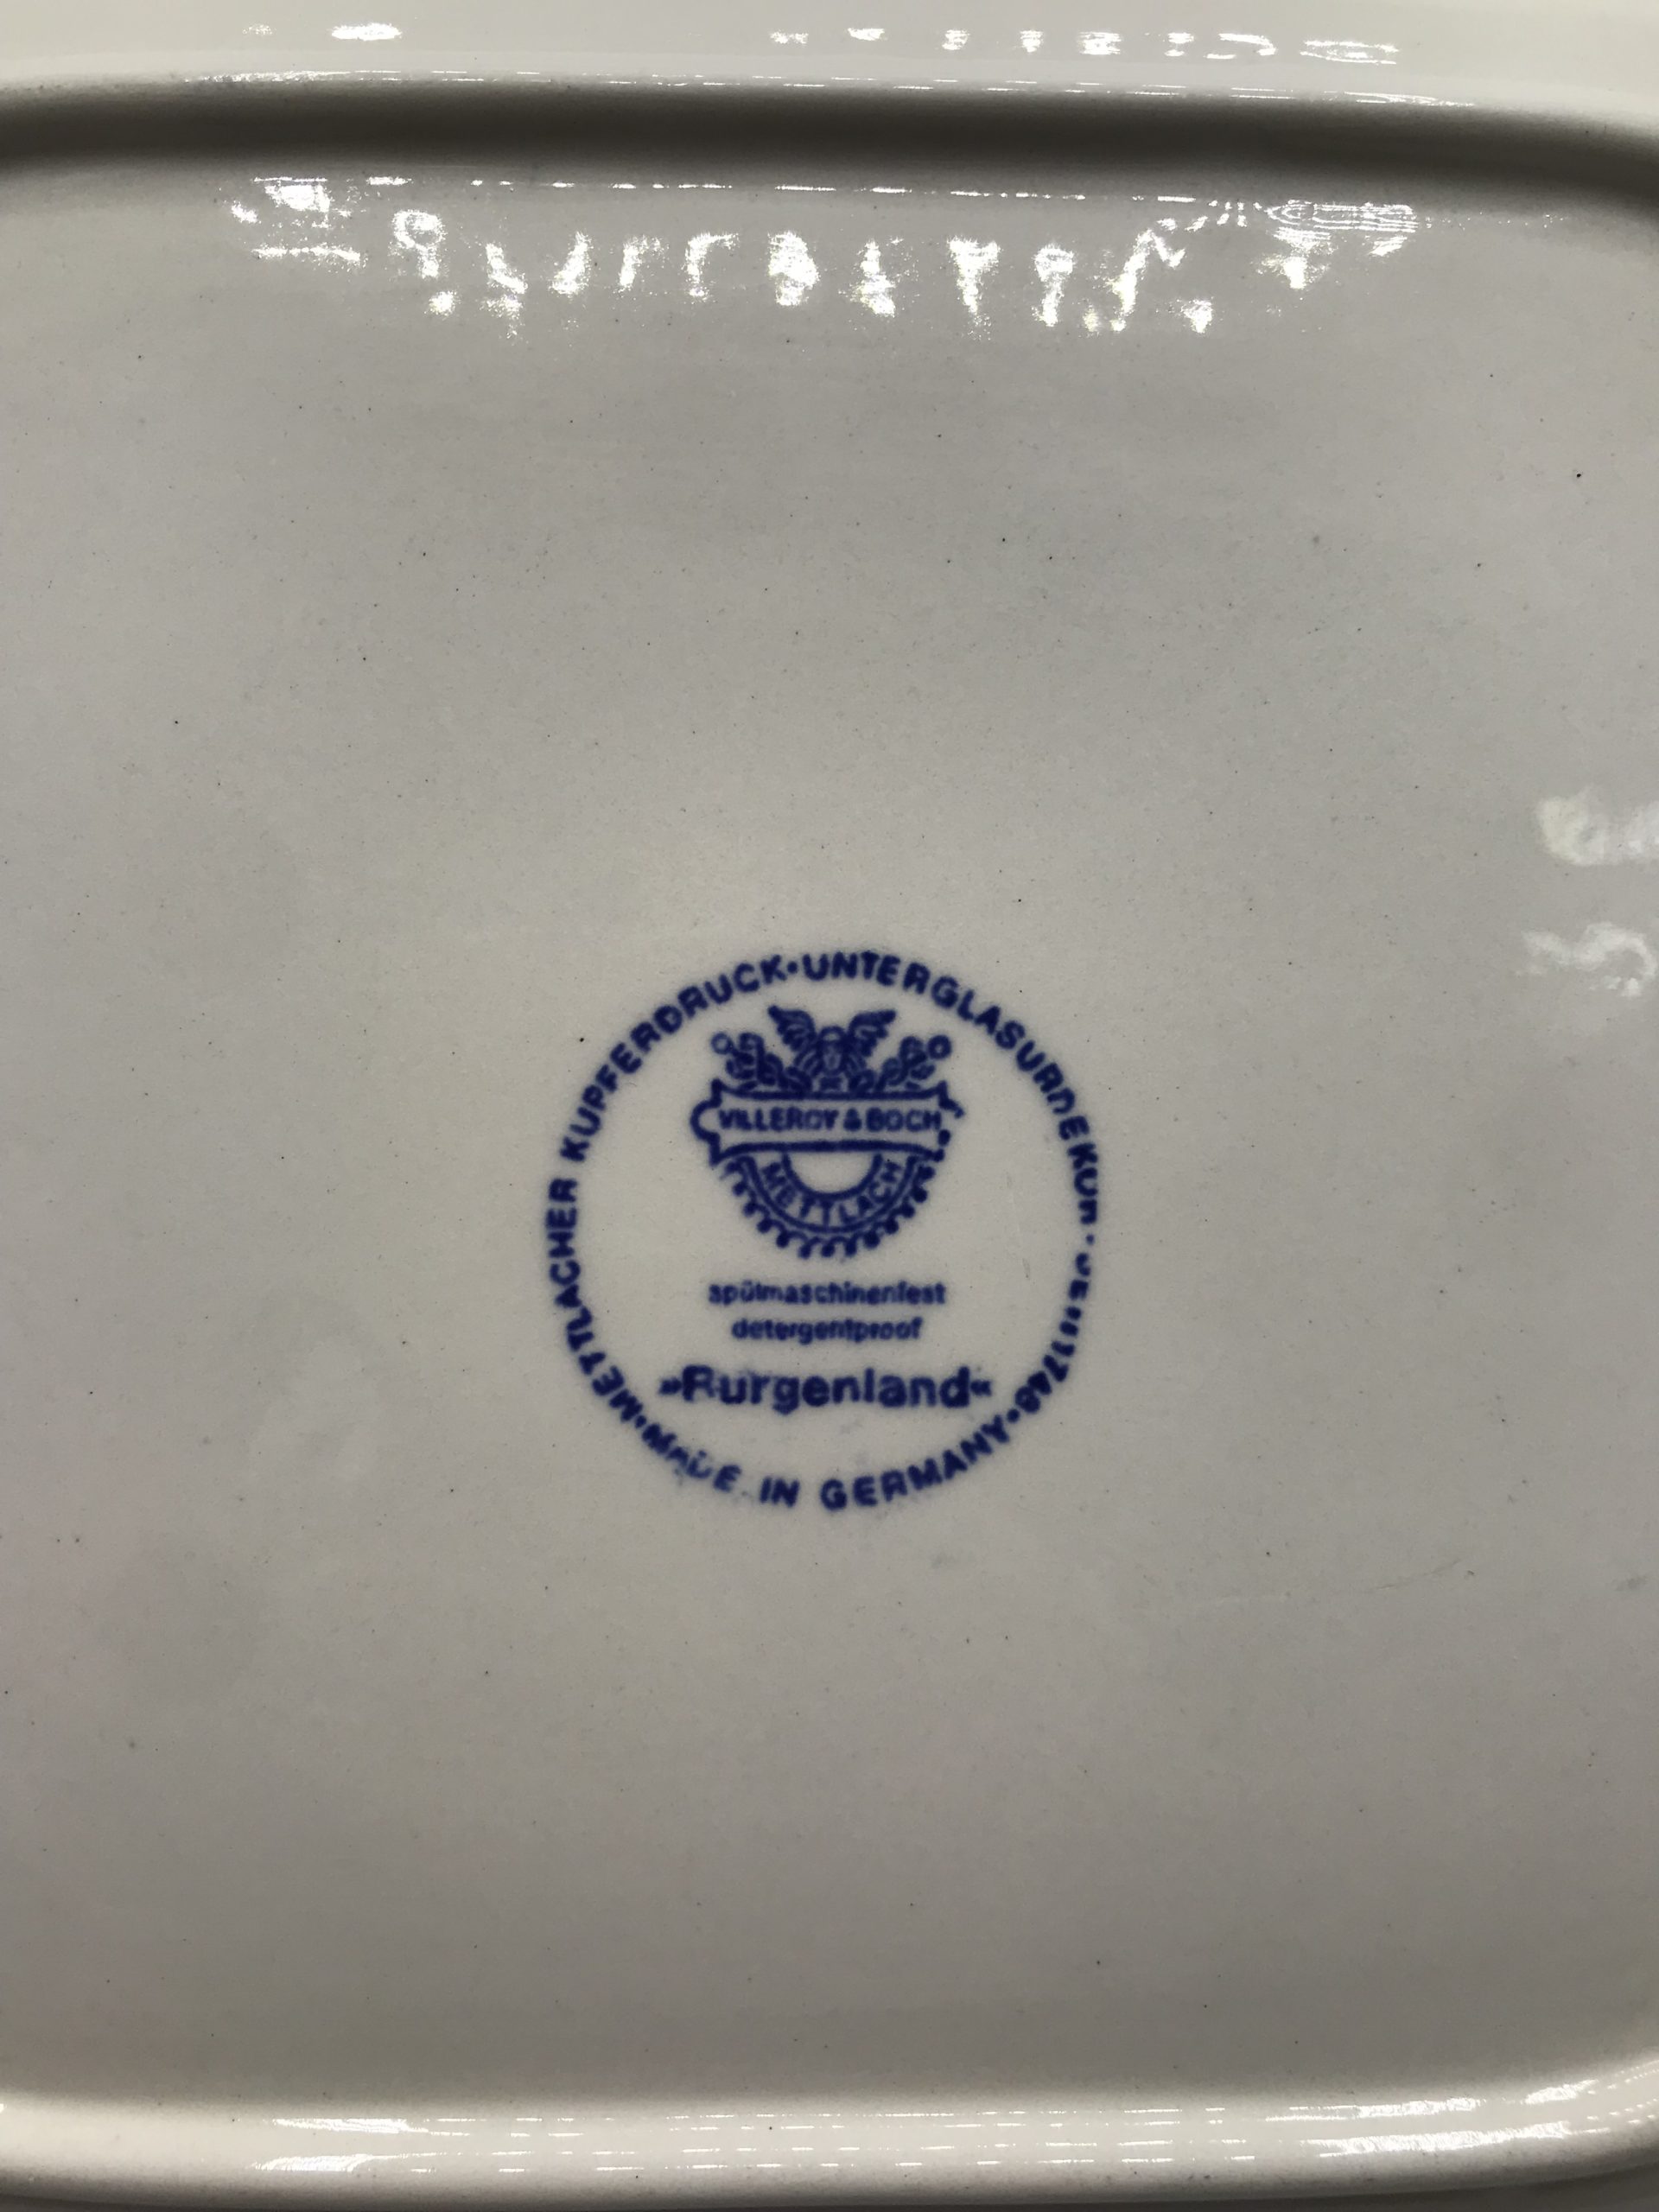 METTLACHER KUPFERDRUCK·UNTERGLASURDEKOR·SEIT 1748·MADE IN GERMANY·
VILLEROY & BOCH
METTLACH
spülmaschinenfest
detergentproof
»Burgenland«